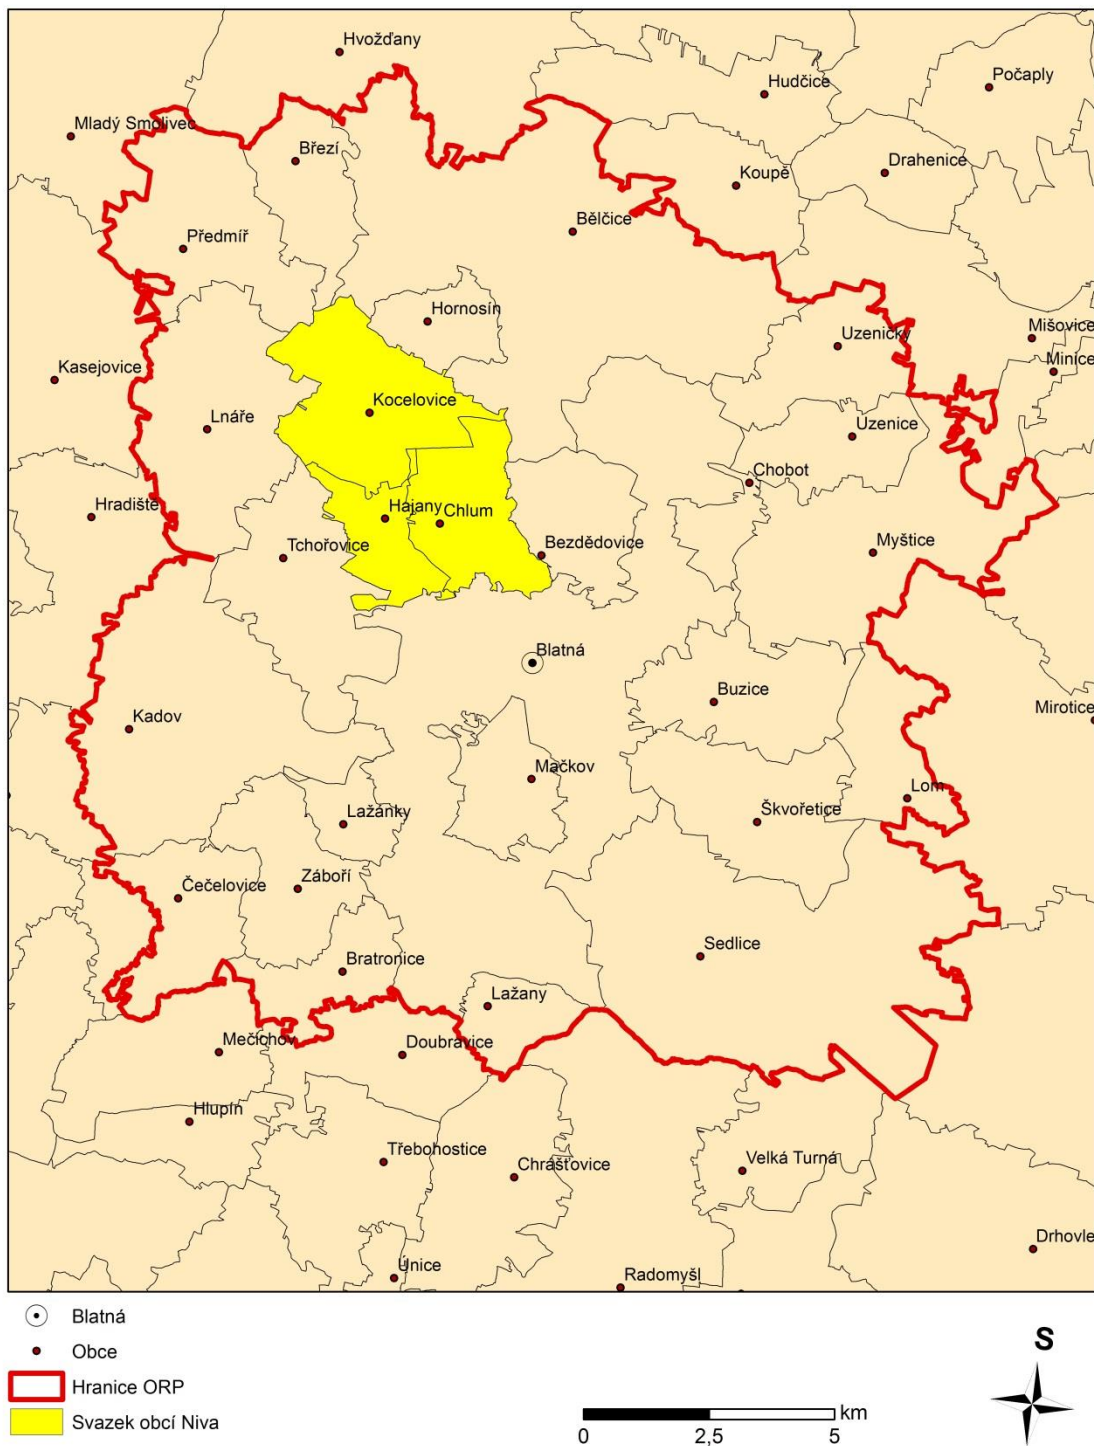 Hvožďany
Hudčice
Počaply
Mladý Smolivec
Březí
Drahenice
Koupě
Bělčice
Předmíř
Hornosín
Mišovice
Uzeničky
Minice
Kasejovice
Kocelovice
Lnáře
Uzenice
Chobot
Hradiště
Hajany
Chlum
Tchořovice
Bezdědovice
Myštice
Blatná
Buzice
Mirotice
Kadov
Mačkov
Lom
Lažánky
Škvořetice
Záboří
Čečelovice
Sedlice
Bratronice
Lažany
Mečichov
Doubravice
Hlupín
Třebohostice
Chrášťovice
Velká Turná
Drhovle
Únice
Radomyšl
Blatná
Obce
Hranice ORP
Svazek obcí Niva
km
0 2,5 5
S